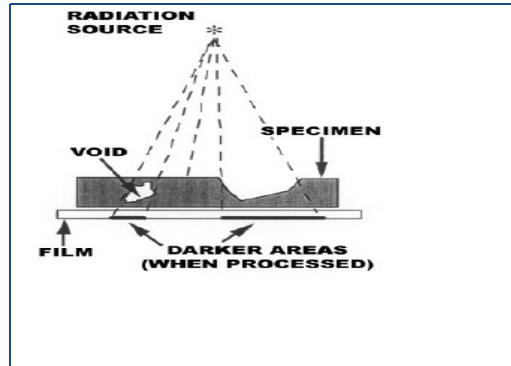 RADIATION
SOURCE
SPECIMEN
VOID
FILM
DARKER AREAS
(WHEN PROCESSED)